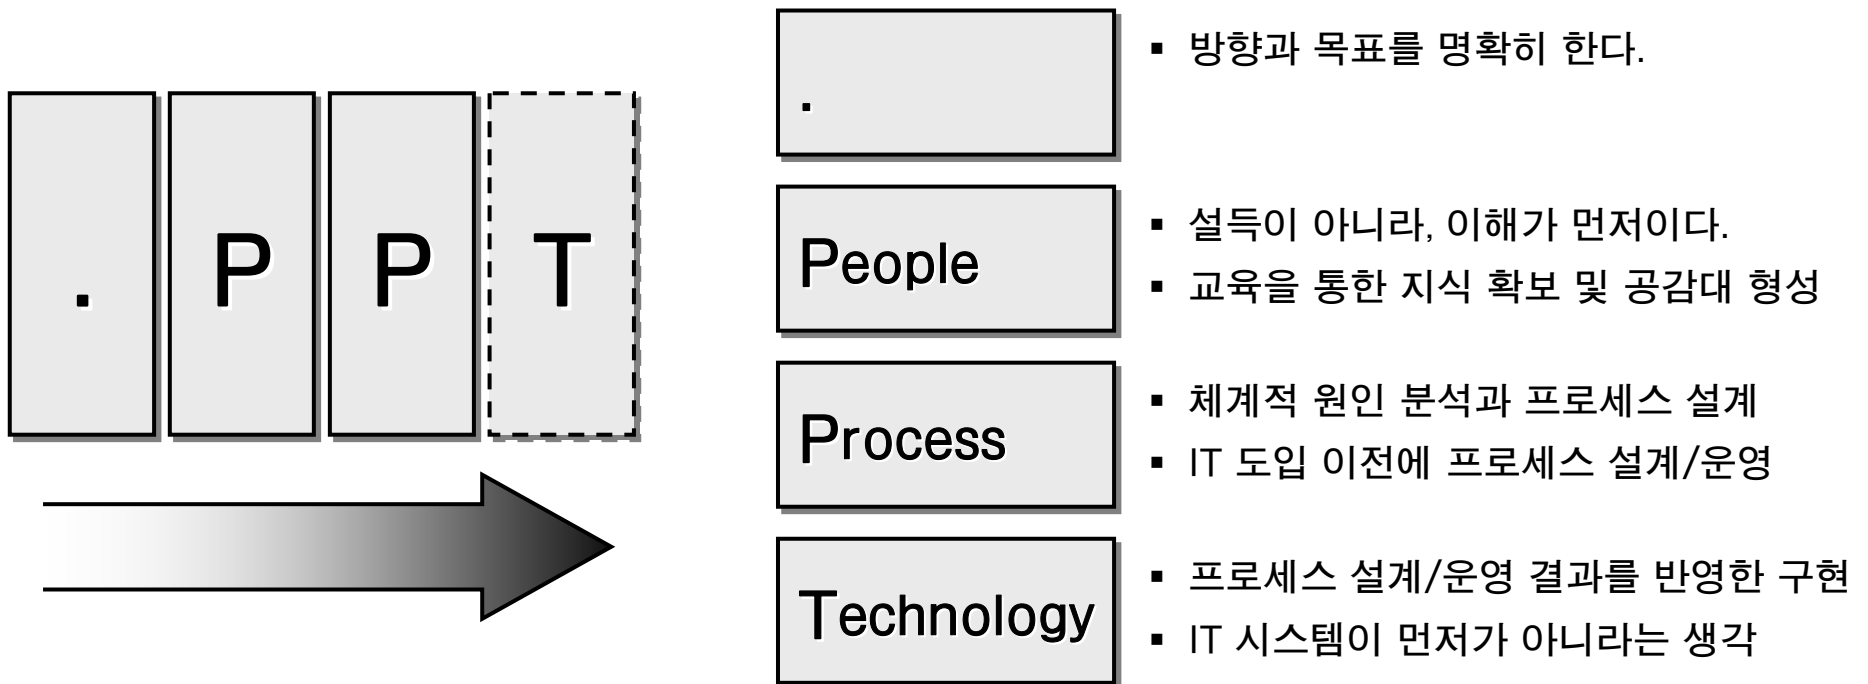 . P P T
.
▪ 방향과 목표를 명확히 한다.
People
▪ 설득이 아니라, 이해가 먼저이다.
▪ 교육을 통한 지식 확보 및 공감대 형성
Process
▪ 체계적 원인 분석과 프로세스 설계
▪ IT 도입 이전에 프로세스 설계/운영
Technology
▪ 프로세스 설계/운영 결과를 반영한 구현
▪ IT 시스템이 먼저가 아니라는 생각